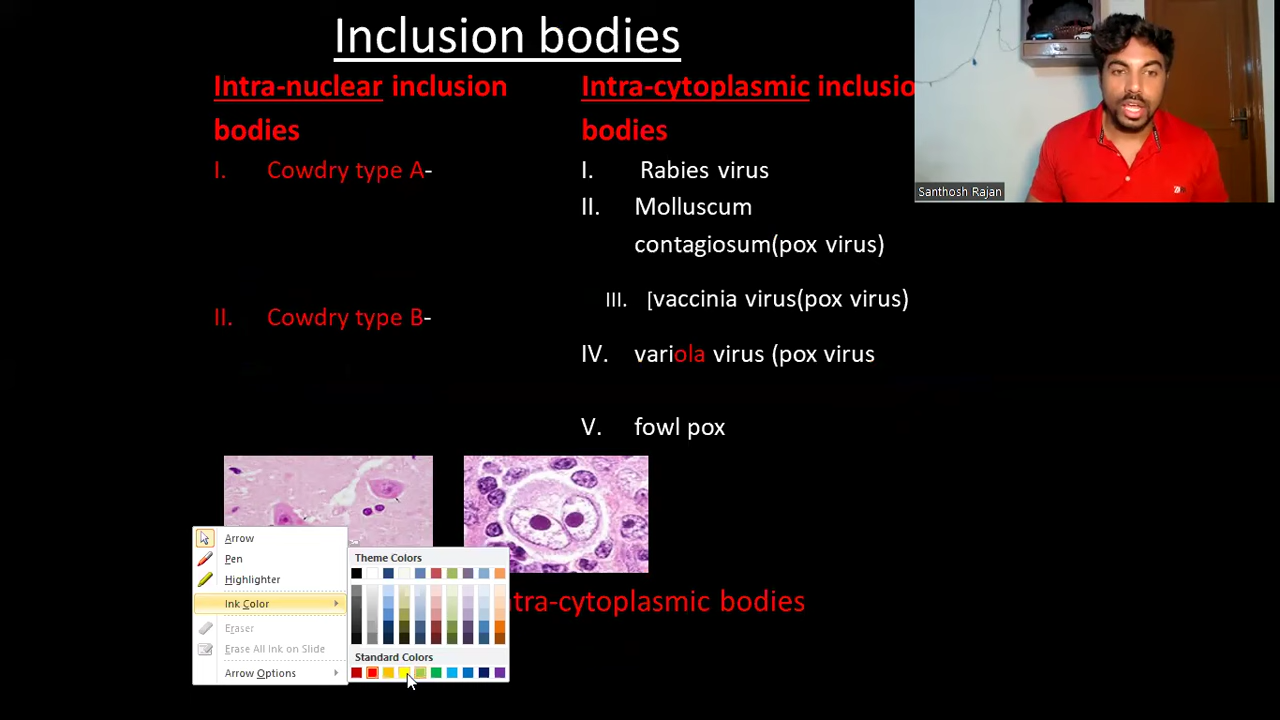 Inclusion bodies
Intra-nuclear inclusion
bodies
I. Cowdry type A-
II. Cowdry type B-
Intra-cytoplasmic inclusio
bodies
I. Rabies virus
II. Molluscum
contagiosum(pox virus)
III. [vaccinia virus(pox virus)
IV. variola virus (pox virus
V. fowl pox
Santhosh Rajan
tra-cytoplasmic bodies
Arrow
Pen
Highlighter
Ink Color
Eraser
Erase All Ink on Slide
Arrow Options
Theme Colors
Standard Colors